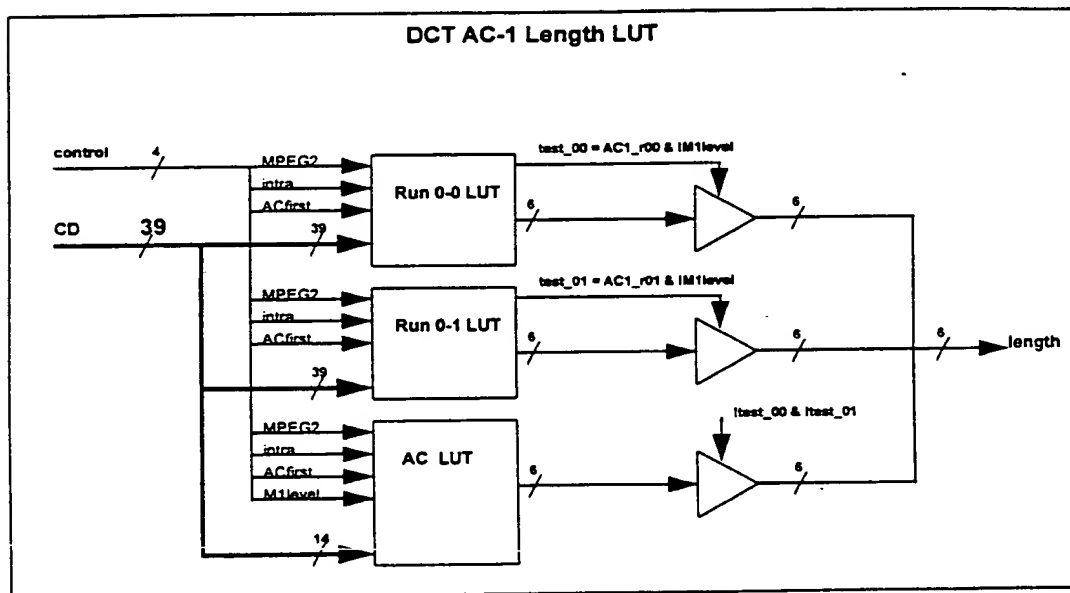 DCT AC-1 Length LUT
control
4
MPEG2
intra
ACfirst
39
Run 0-0 LUT
test_00 = AC1_r00 & !M1level
6
6
CD
39
MPEG2
intra
ACfirst
39
Run 0-1 LUT
test_01 = AC1_r01 & !M1level
6
6
6
length
MPEG2
intra
ACfirst
M1level
14
AC LUT
6
!test_00 & !test_01
6